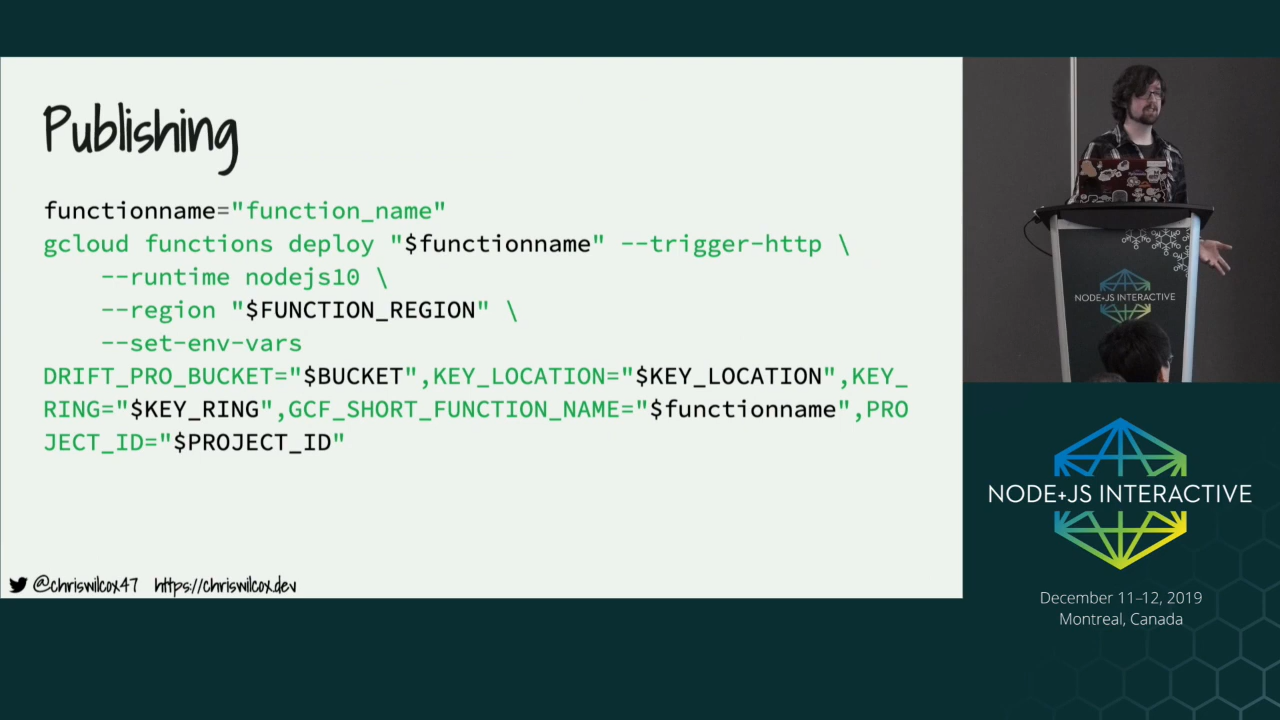 Publishing
functionname="function_name"
gcloud functions deploy "$functionname" --trigger-http \
--runtime nodejs10 \
--region "$FUNCTION_REGION" \
--set-env-vars
DRIFT_PRO_BUCKET="$BUCKET",KEY_LOCATION="$KEY_LOCATION",KEY_
RING="$KEY_RING",GCF_SHORT_FUNCTION_NAME="$functionname",PRO
JECT_ID="$PROJECT_ID"
@chriswilcox47 https://chriswilcox.dev
NODE+JS INTERACTIVE
NODE+JS INTERACTIVE
December 11–12, 2019
Montreal, Canada